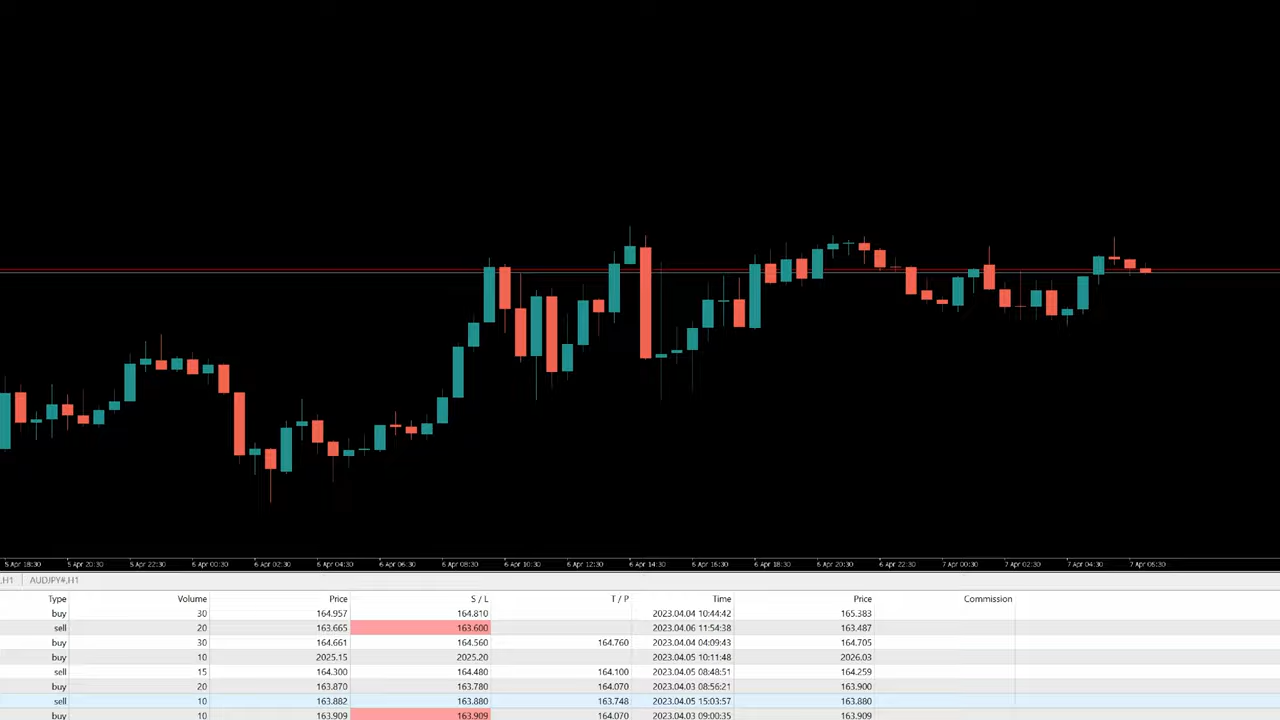 5 Apr 18:30 5 Apr 20:30 5 Apr 22:30 6 Apr 00:30 6 Apr 02:30 6 Apr 04:30 6 Apr 06:30 6 Apr 08:30 6 Apr 10:30 6 Apr 12:30 6 Apr 14:30 6 Apr 16:30 6 Apr 18:30 6 Apr 20:30 6 Apr 22:30 7 Apr 00:30 7 Apr 02:30 7 Apr 04:30 7 Apr 06:30
,H1 AUDJPY#,H1
Type Volume Price S / L T / P Time Price Commission
buy 30 164.957 164.810 2023.04.04 10:44:42 165.383
sell 20 163.665 163.600 2023.04.06 11:54:38 163.487
buy 30 164.661 164.560 164.760 2023.04.04 04:09:43 164.705
buy 10 2025.15 2025.20 2023.04.05 10:11:48 2026.03
sell 15 164.300 164.480 164.100 2023.04.05 08:48:51 164.259
buy 20 163.870 163.780 164.070 2023.04.03 08:56:21 163.900
sell 10 163.882 163.880 163.748 2023.04.05 15:03:57 163.880
buy 10 163.909 163.909 164.070 2023.04.03 09:00:35 163.909